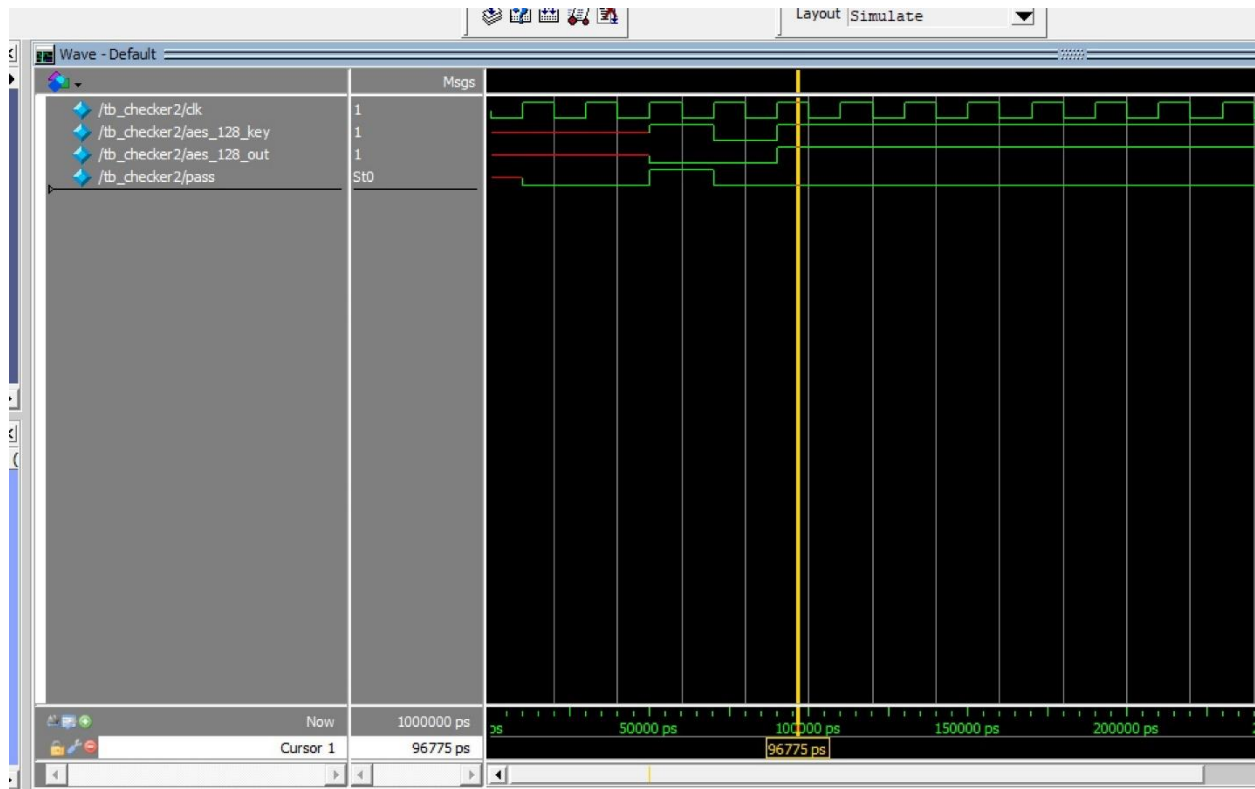 Layout Simulate
Wave - Default
Msgs
/tb_checker2/clk 1
/tb_checker2/aes_128_key 1
/tb_checker2/aes_128_out 1
/tb_checker2/pass St0
Now 1000000 ps ps 50000 ps 100000 ps 150000 ps 200000 ps
Cursor 1 96775 ps 96775 ps